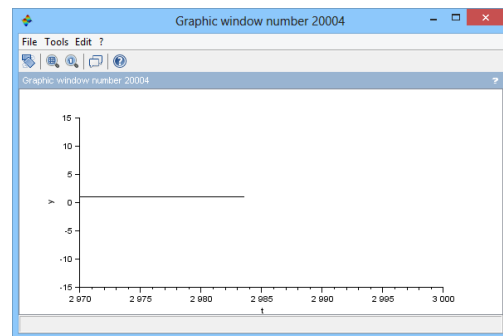 Graphic window number 20004
File Tools Edit ?
Graphic window number 20004 ?
15
10
5
y
0
-5
-10
-15
2 970 2 975 2 980 2 985 2 990 2 995 3 000
t